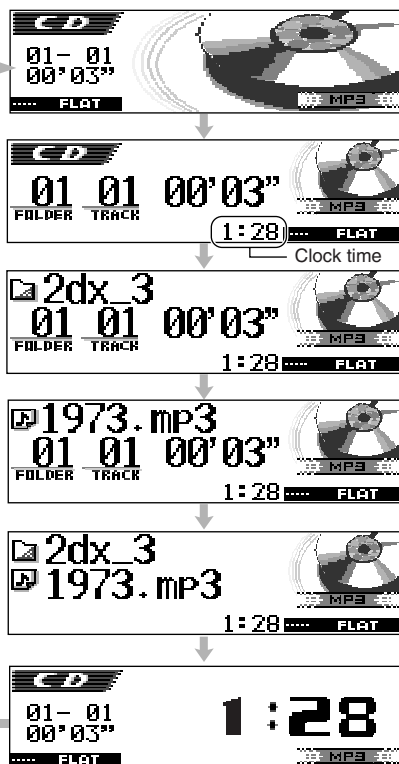 CD
01- 01
00'03"
FLAT
MP3
CD
01 01 00'03"
FOLDER TRACK
MP3
1:28 FLAT
Clock time
2dx_3
01 01 00'03"
FOLDER TRACK
MP3
1:28 FLAT
1973.mp3
01 01 00'03"
FOLDER TRACK
MP3
1:28 FLAT
2dx_3
1973.mp3
MP3
1:28 FLAT
CD
01- 01
00'03"
1:28
FLAT
MP3